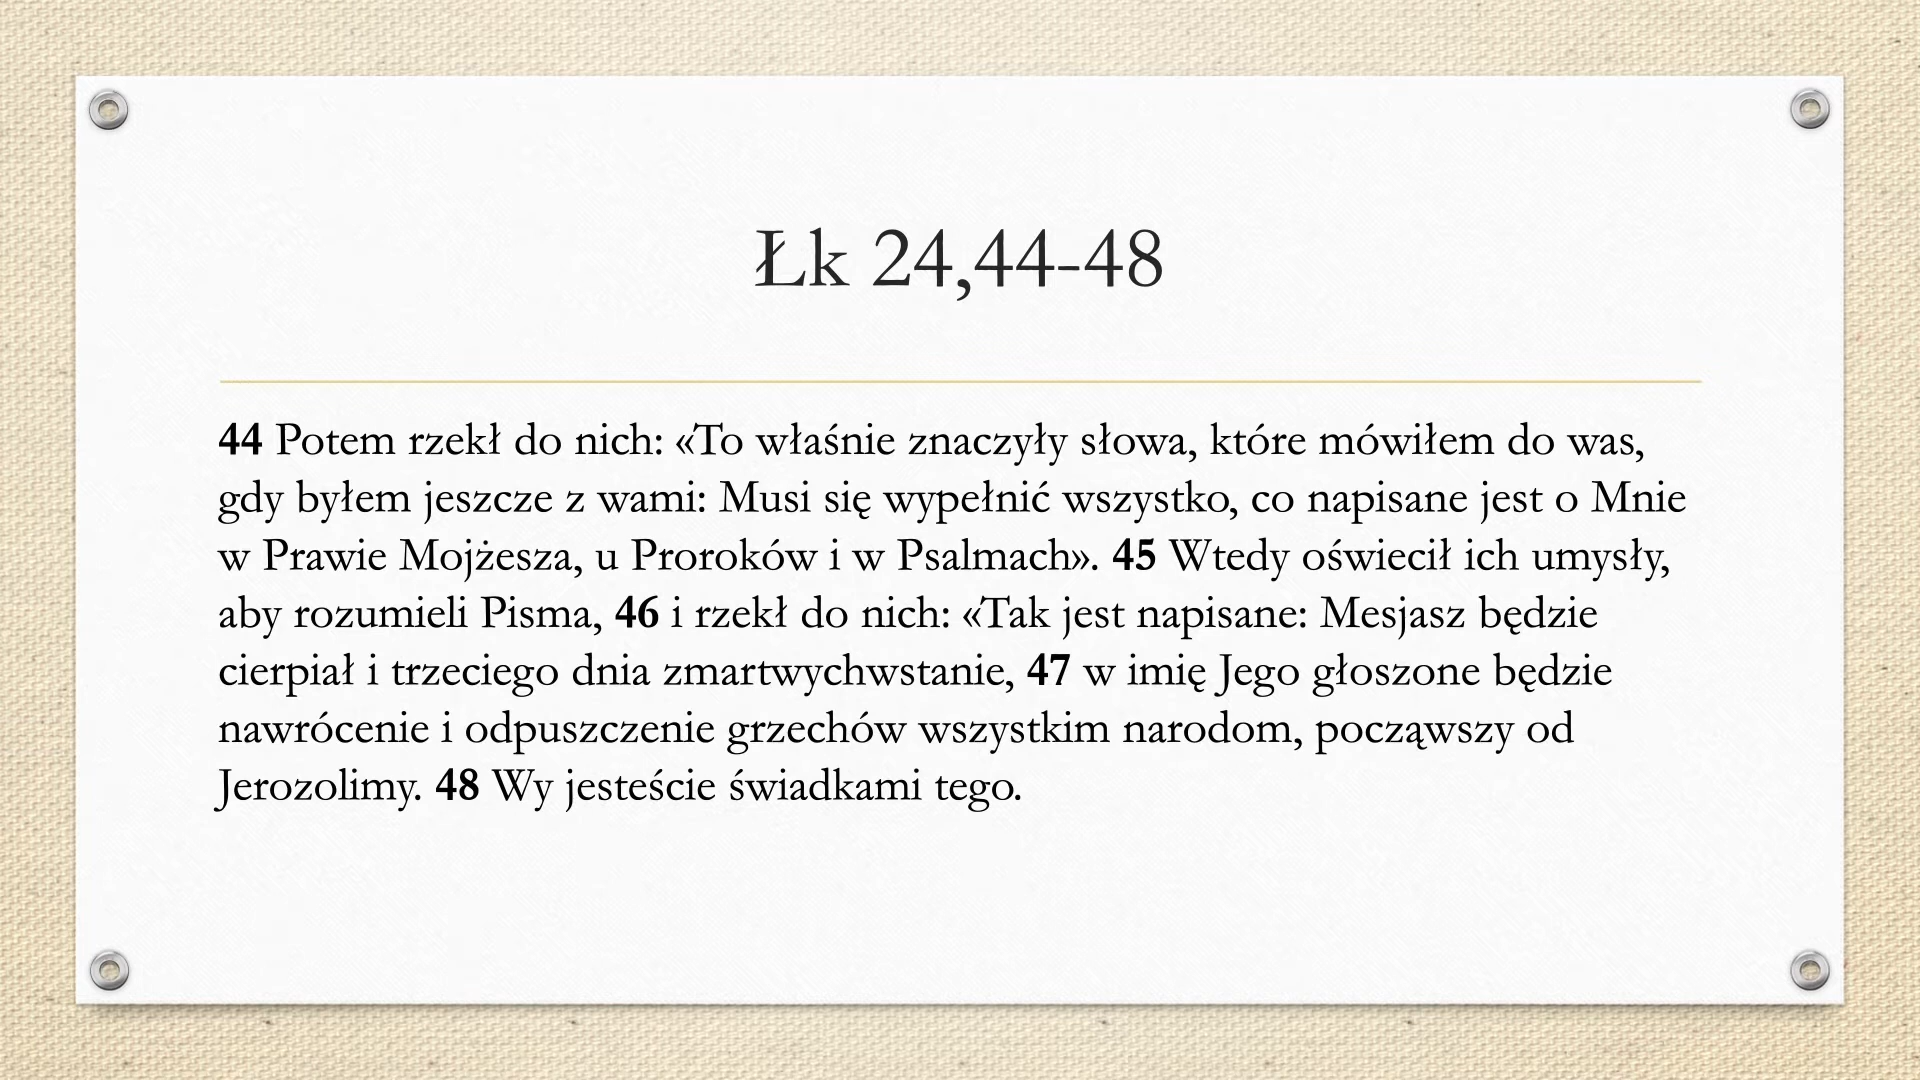 Łk 24,44-48
44 Potem rzekł do nich: «To właśnie znaczyły słowa, które mówiłem do was,
gdy byłem jeszcze z wami: Musi się wypełnić wszystko, co napisane jest o Mnie
w Prawie Mojżesza, u Proroków i w Psalmach». 45 Wtedy oświecił ich umysły,
aby rozumieli Pisma, 46 i rzekł do nich: «Tak jest napisane: Mesjasz będzie
cierpiał i trzeciego dnia zmartwychwstanie, 47 w imię Jego głoszone będzie
nawrócenie i odpuszczenie grzechów wszystkim narodom, począwszy od
Jerozolimy. 48 Wy jesteście świadkami tego.